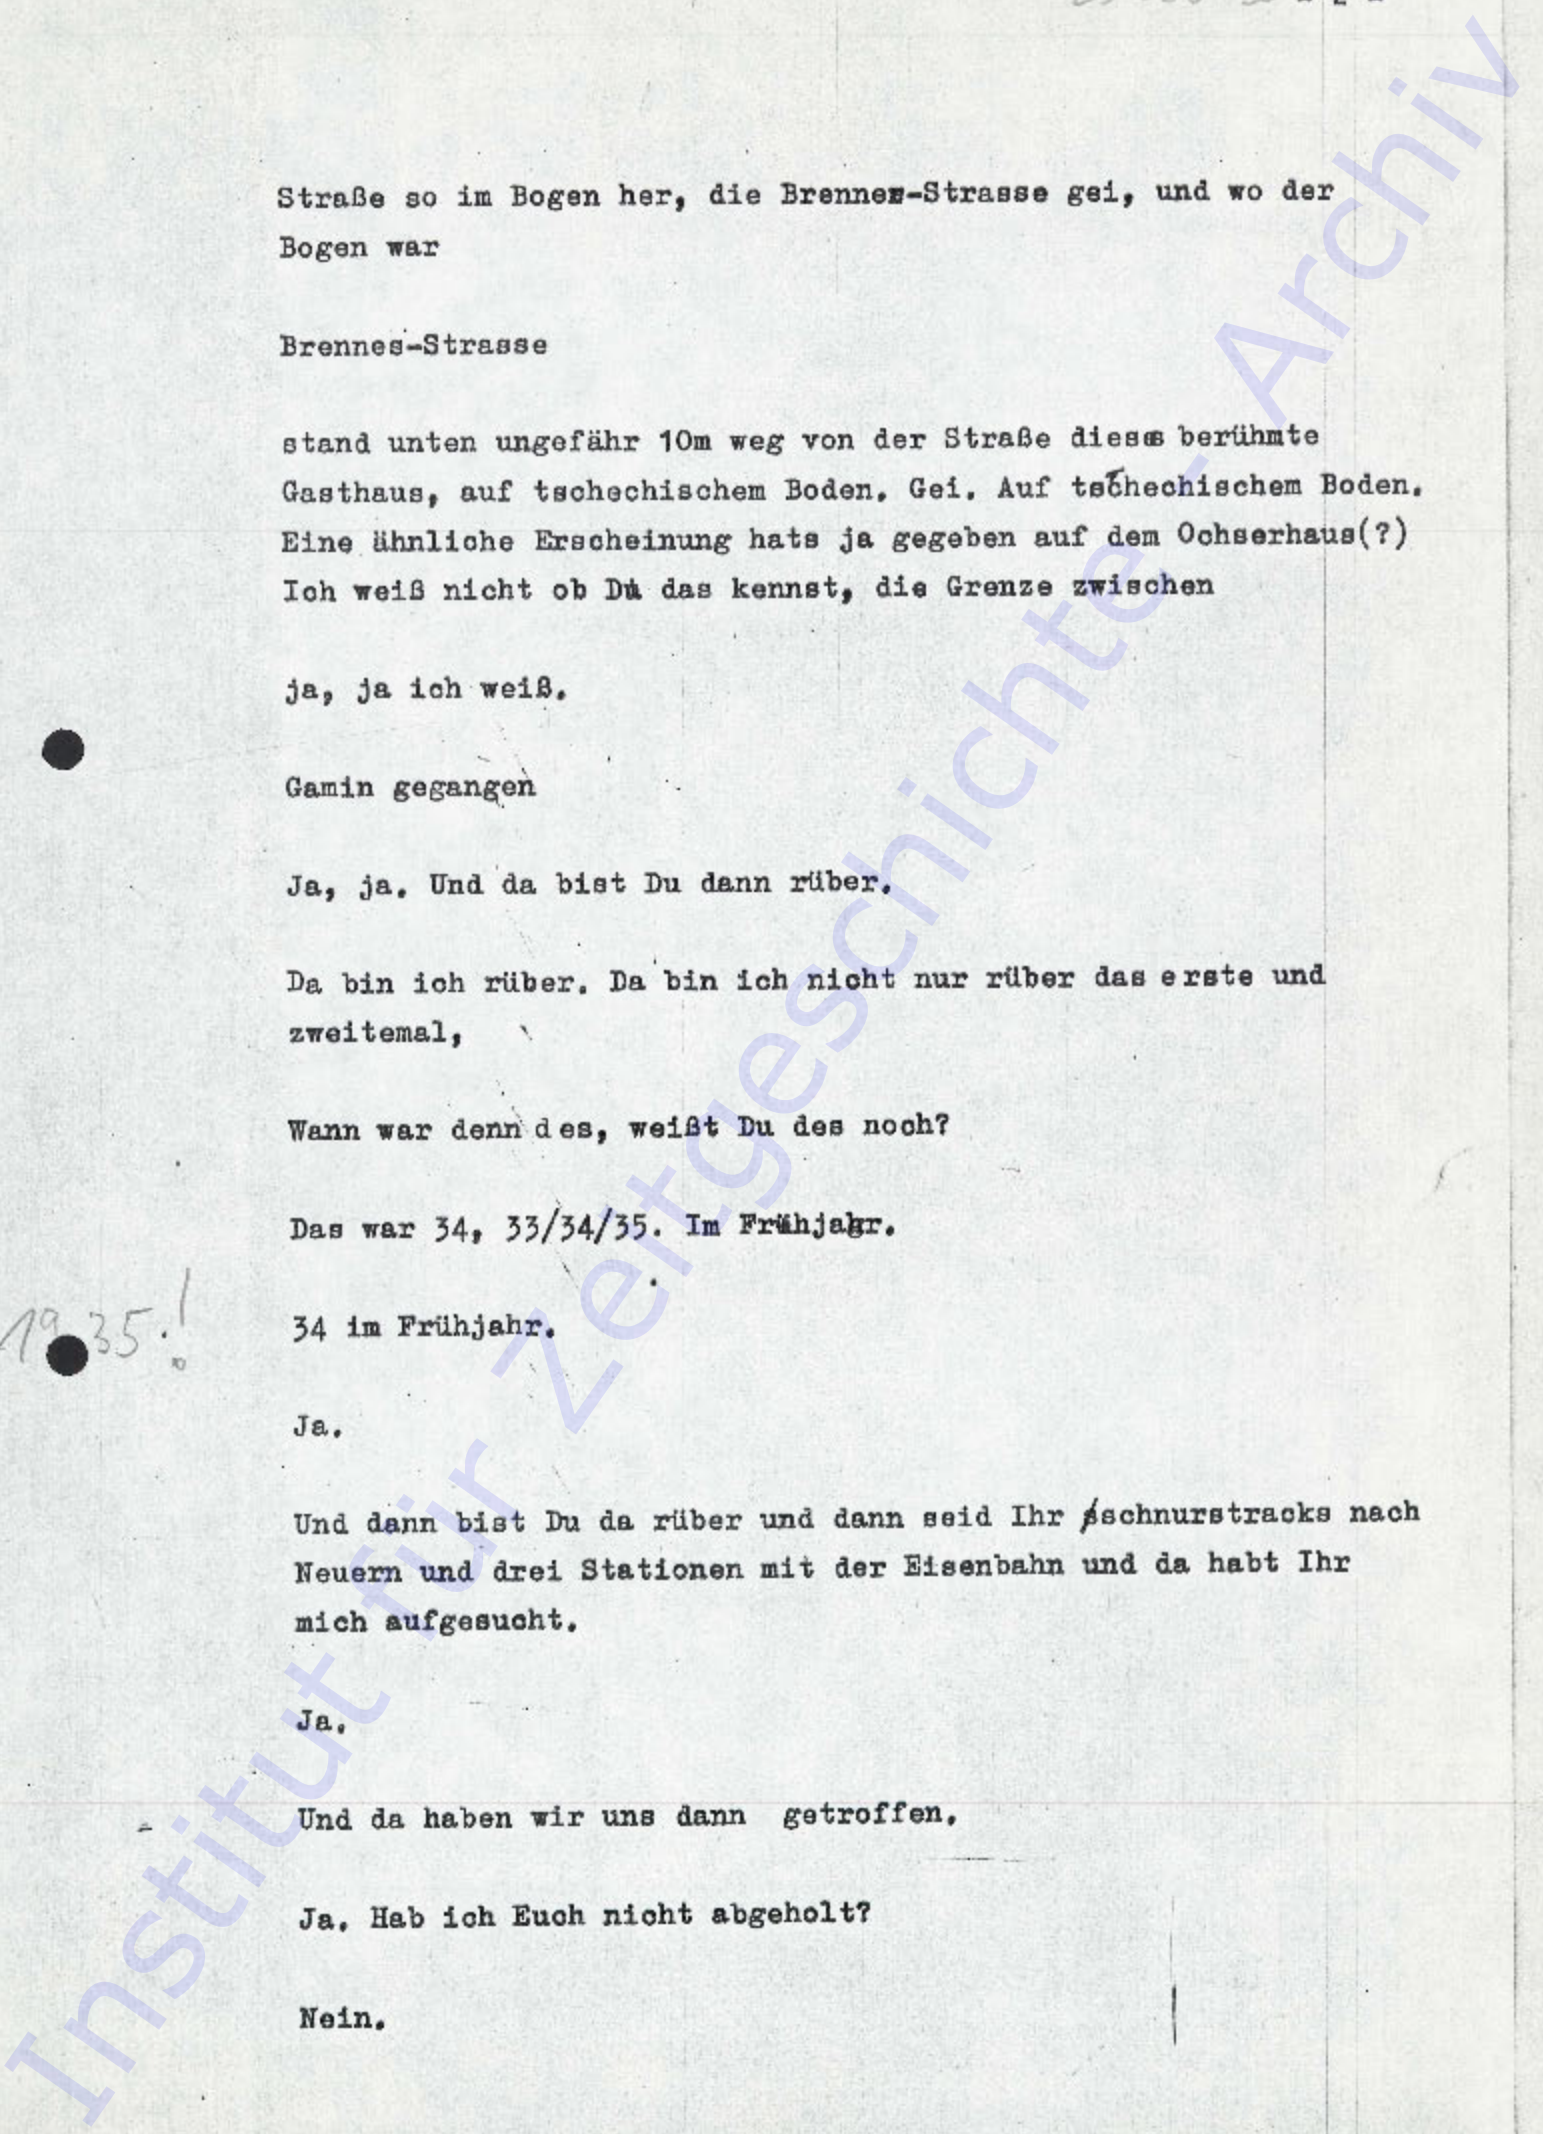 - 2 -
Straße so im Bogen her, die Brennes-Strasse gei, und wo der
Bogen war
Brennes-Strasse
stand unten ungefähr 10m weg von der Straße dieses berühmte
Gasthaus, auf tschechischem Boden. Gei. Auf tschechischem Boden.
Eine ähnliche Erscheinung hats ja gegeben auf dem Ochserhaus(?)
Ich weiß nicht ob Du das kennst, die Grenze zwischen
ja, ja ich weiß.
Gamin gegangen
Ja, ja. Und da bist Du dann rüber.
Da bin ich rüber. Da bin ich nicht nur rüber das erste und
zweitemal,
Wann war denn des, weißt Du des noch?
Das war 34, 33/34/35. Im Frühjahr.
1935!
34 im Frühjahr.
Ja.
Und dann bist Du da rüber und dann seid Ihr schnurstracks nach
Neuern und drei Stationen mit der Eisenbahn und da habt Ihr
mich aufgesucht.
Ja.
Und da haben wir uns dann getroffen.
Ja. Hab ich Euch nicht abgeholt?
Nein.
Institut für Zeitgeschichte - Archiv